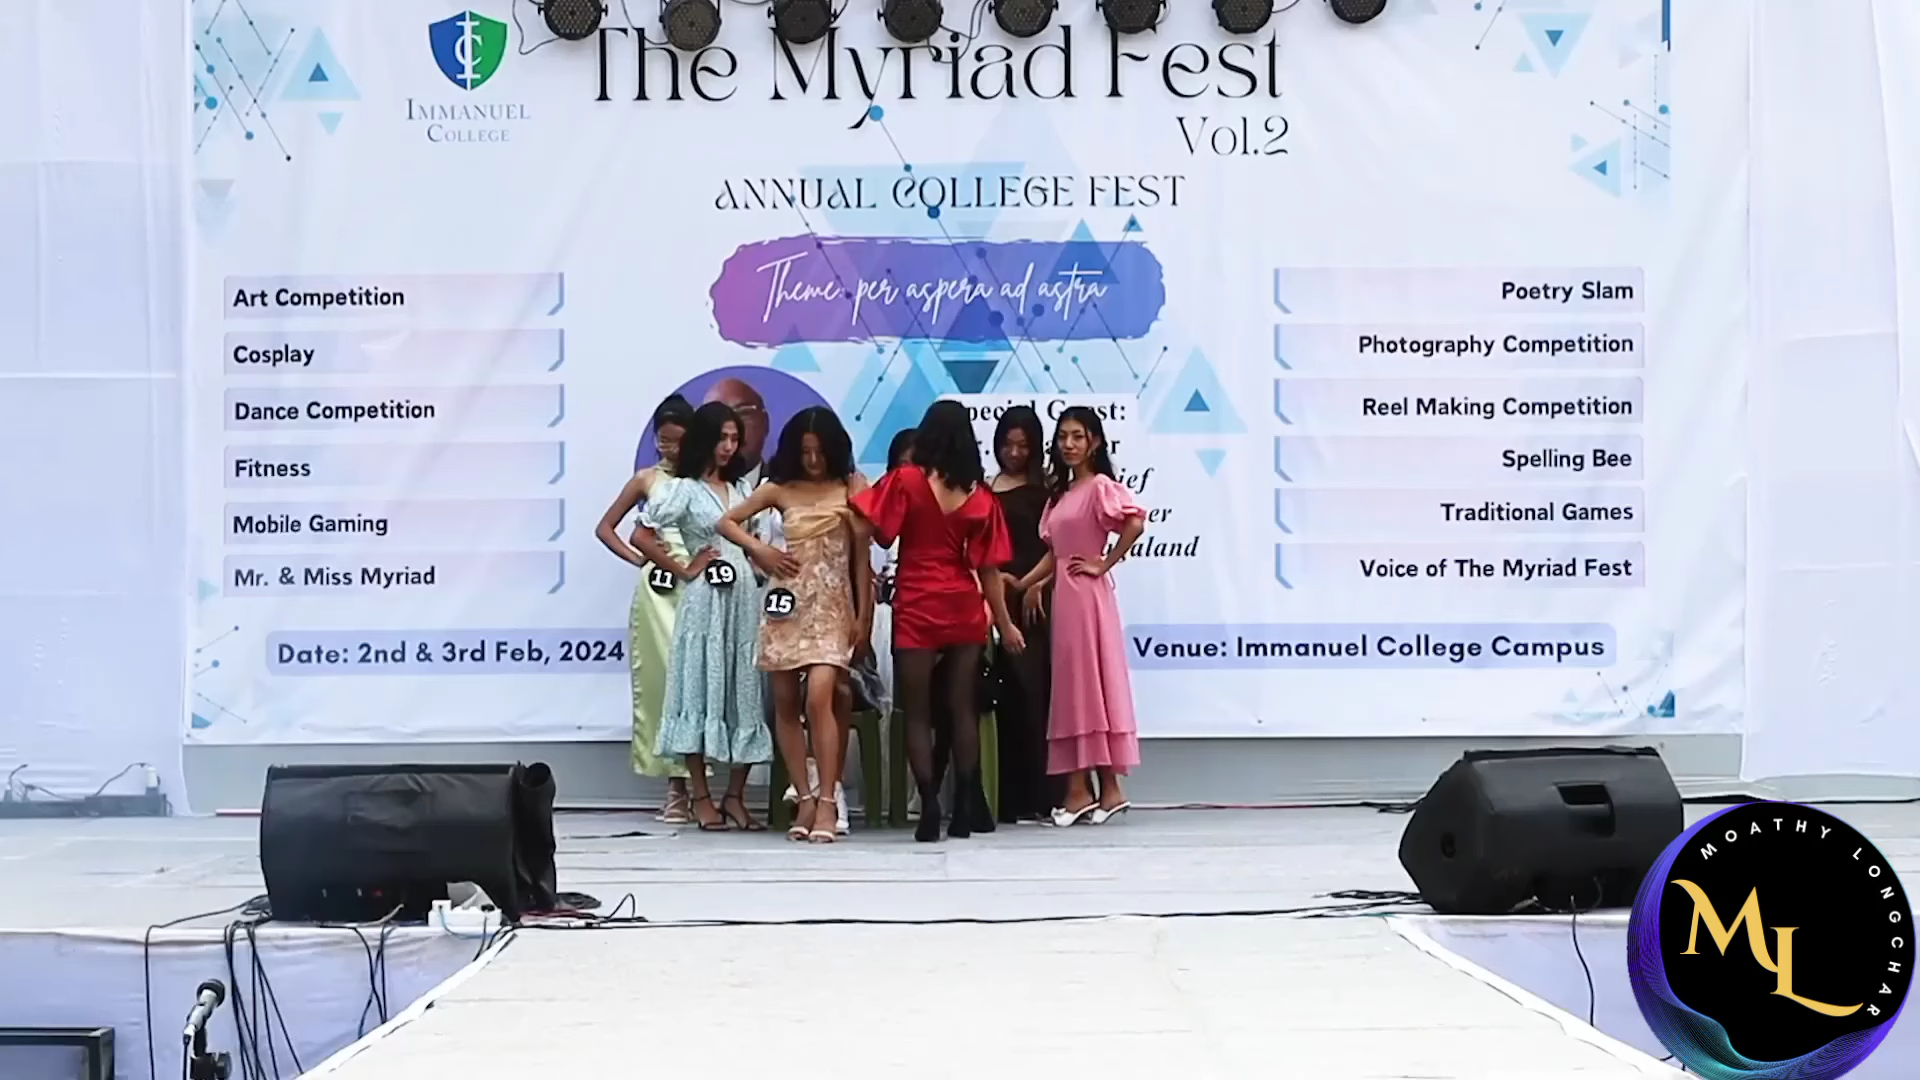 IC
IMMANUEL
COLLEGE
The Myriad Fest
Vol.2
ANNUAL COLLEGE FEST
Theme: per aspera ad astra
Art Competition
Cosplay
Dance Competition
Fitness
Mobile Gaming
Mr. & Miss Myriad
Poetry Slam
Photography Competition
Reel Making Competition
Spelling Bee
Traditional Games
Voice of The Myriad Fest
Date: 2nd & 3rd Feb, 2024
Venue: Immanuel College Campus
11
19
15
MOATHY LONGCHAR
ML